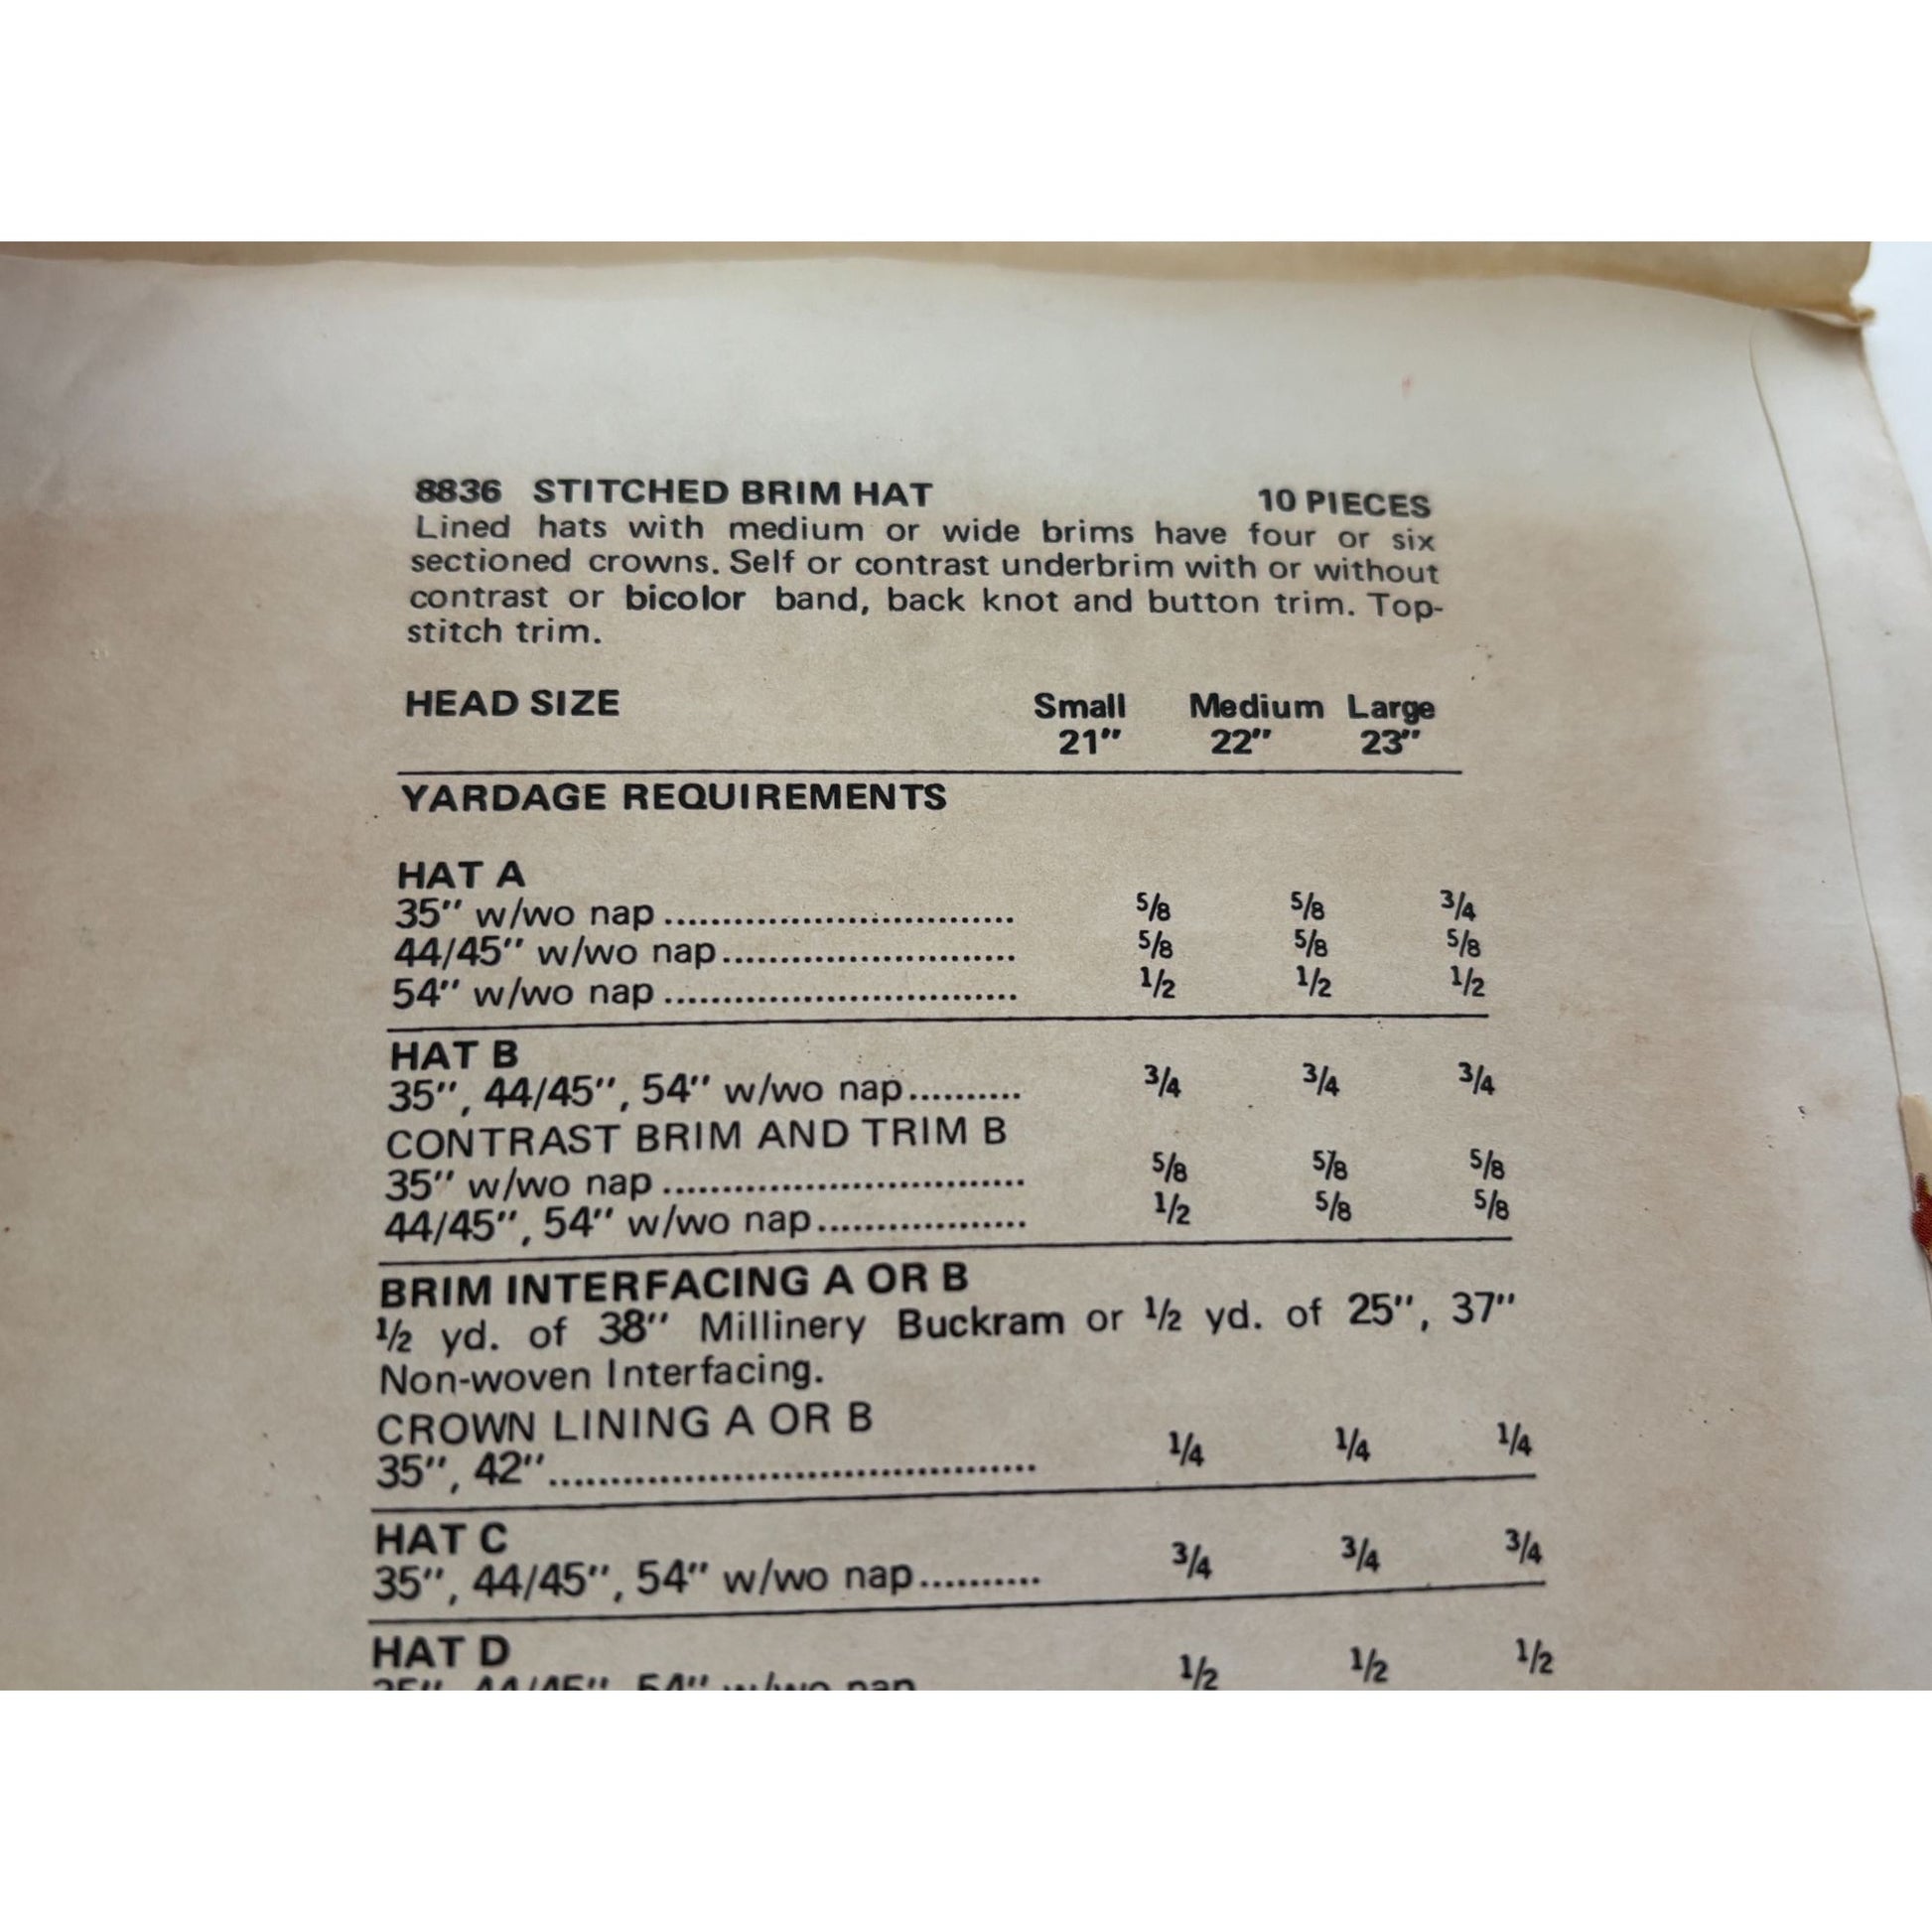 8836 STITCHED BRIM HAT 10 PIECES
Lined hats with medium or wide brims have four or six
sectioned crowns. Self or contrast underbrim with or without
contrast or bicolor band, back knot and button trim. Top-
stitch trim.
HEAD SIZE Small Medium Large
21" 22" 23"
YARDAGE REQUIREMENTS
HAT A
35" w/wo nap .............................. 5/8 5/8 3/4
44/45" w/wo nap......................... 5/8 5/8 5/8
54" w/wo nap .............................. 1/2 1/2 1/2
HAT B
35", 44/45", 54" w/wo nap.......... 3/4 3/4 3/4
CONTRAST BRIM AND TRIM B
35" w/wo nap ............................... 5/8 5/8 5/8
44/45", 54" w/wo nap.................. 1/2 5/8 5/8
BRIM INTERFACING A OR B
1/2 yd. of 38" Millinery Buckram or 1/2 yd. of 25", 37"
Non-woven Interfacing.
CROWN LINING A OR B
35", 42"......................................... 1/4 1/4 1/4
HAT C
35", 44/45", 54" w/wo nap.......... 3/4 3/4 3/4
HAT D
35", 44/45", 54" w/wo nap 1/2 1/2 1/2